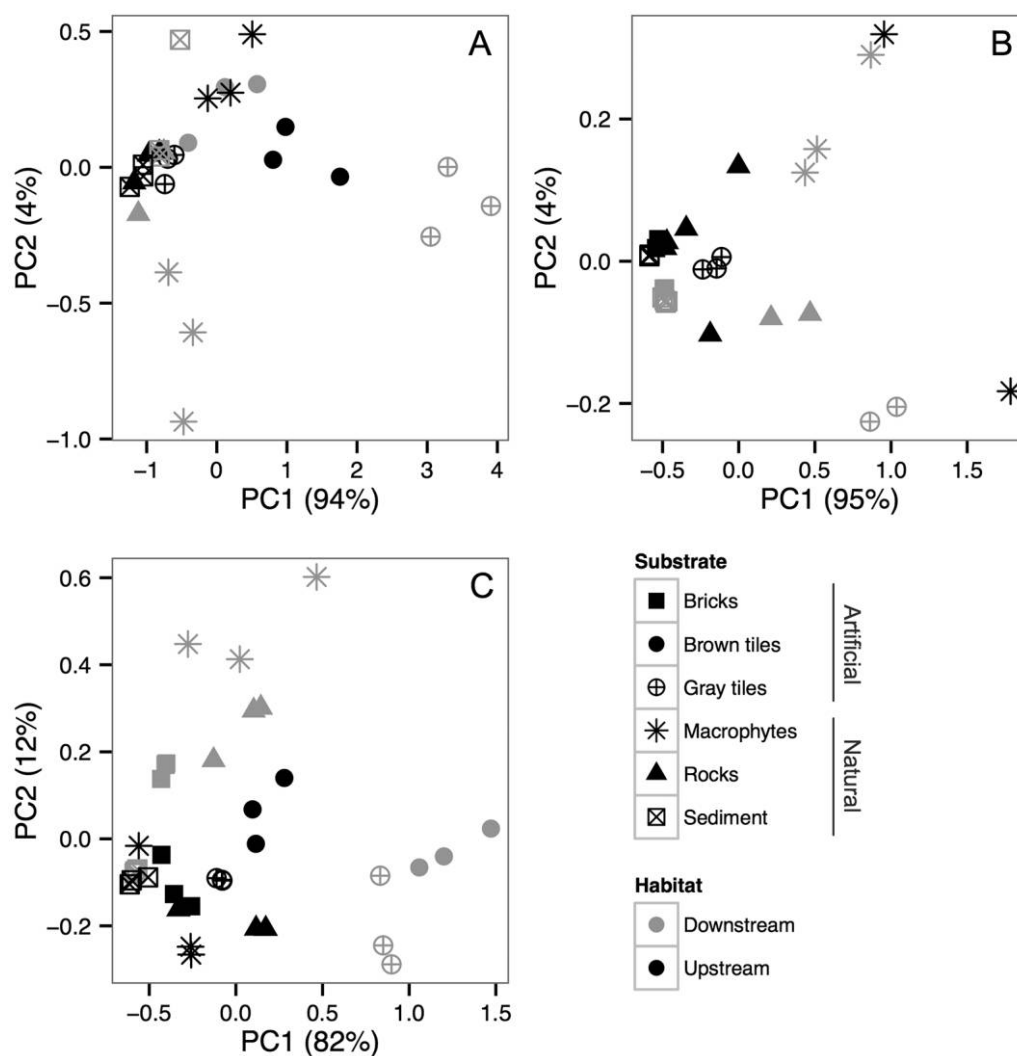 A
0.5
0.0
−0.5
−1.0
PC2 (4%)
−1
0
1
2
3
4
PC1 (94%)
B
0.2
0.0
−0.2
PC2 (4%)
−0.5
0.0
0.5
1.0
1.5
PC1 (95%)
C
0.6
0.4
0.2
0.0
−0.2
PC2 (12%)
−0.5
0.0
0.5
1.0
1.5
PC1 (82%)
Substrate
Bricks
Brown tiles
Gray tiles
Artificial
Macrophytes
Rocks
Sediment
Natural
Habitat
Downstream
Upstream